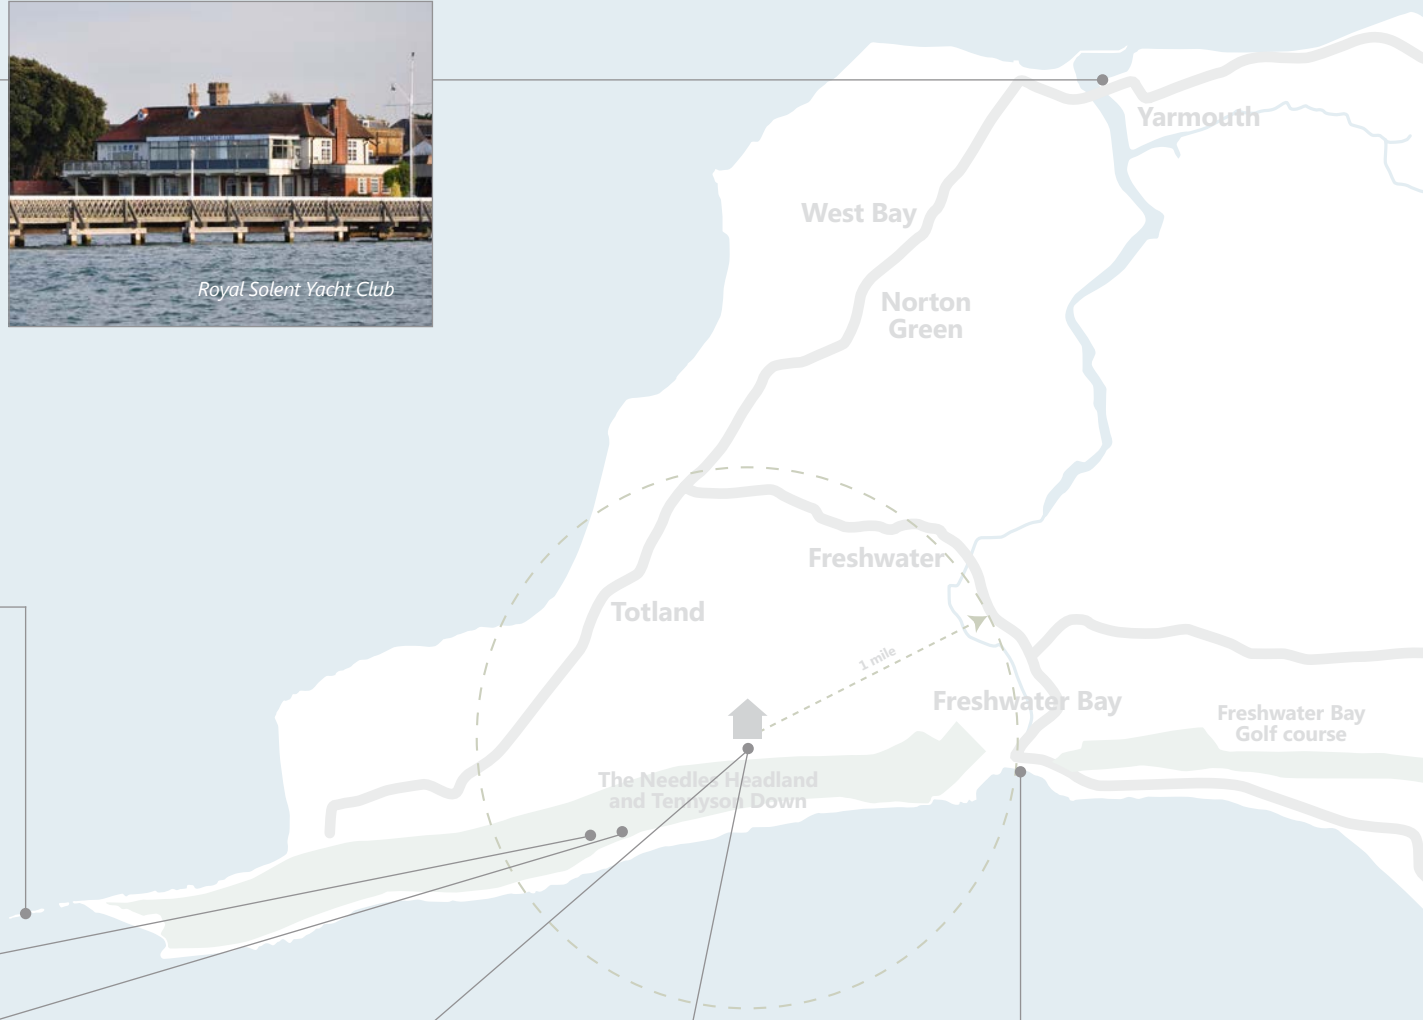 Royal Solent Yacht Club
Yarmouth
West Bay
Norton
Green
Freshwater
Totland
1 mile
Freshwater Bay
Freshwater Bay
Golf course
The Needles Headland
and Tennyson Down